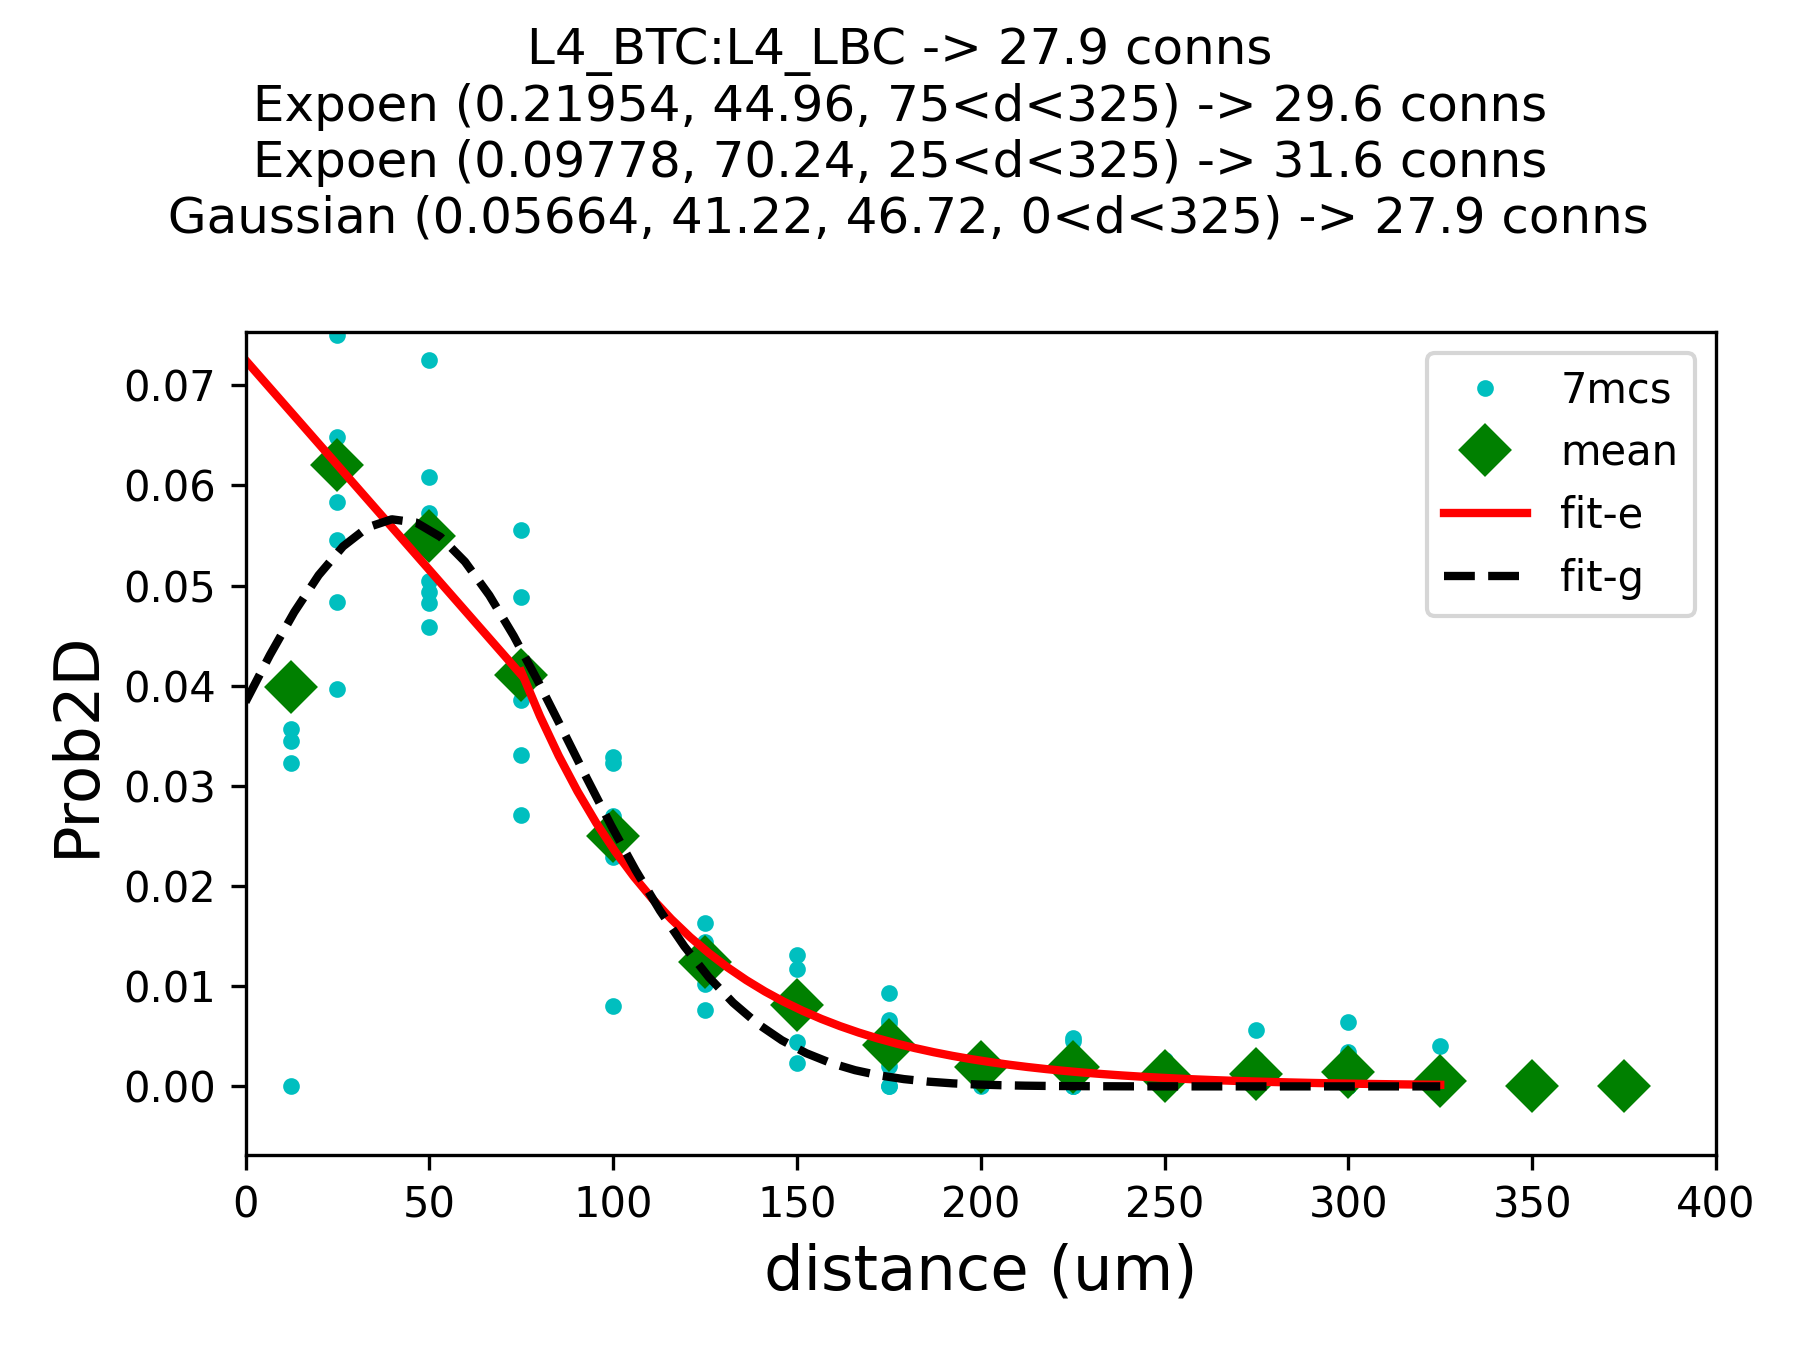 L4_BTC:L4_LBC -> 27.9 conns
Expoen (0.21954, 44.96, 75<d<325) -> 29.6 conns
Expoen (0.09778, 70.24, 25<d<325) -> 31.6 conns
Gaussian (0.05664, 41.22, 46.72, 0<d<325) -> 27.9 conns
7mcs
mean
fit-e
fit-g
Prob2D
0.07
0.06
0.05
0.04
0.03
0.02
0.01
0.00
0 50 100 150 200 250 300 350 400
distance (um)